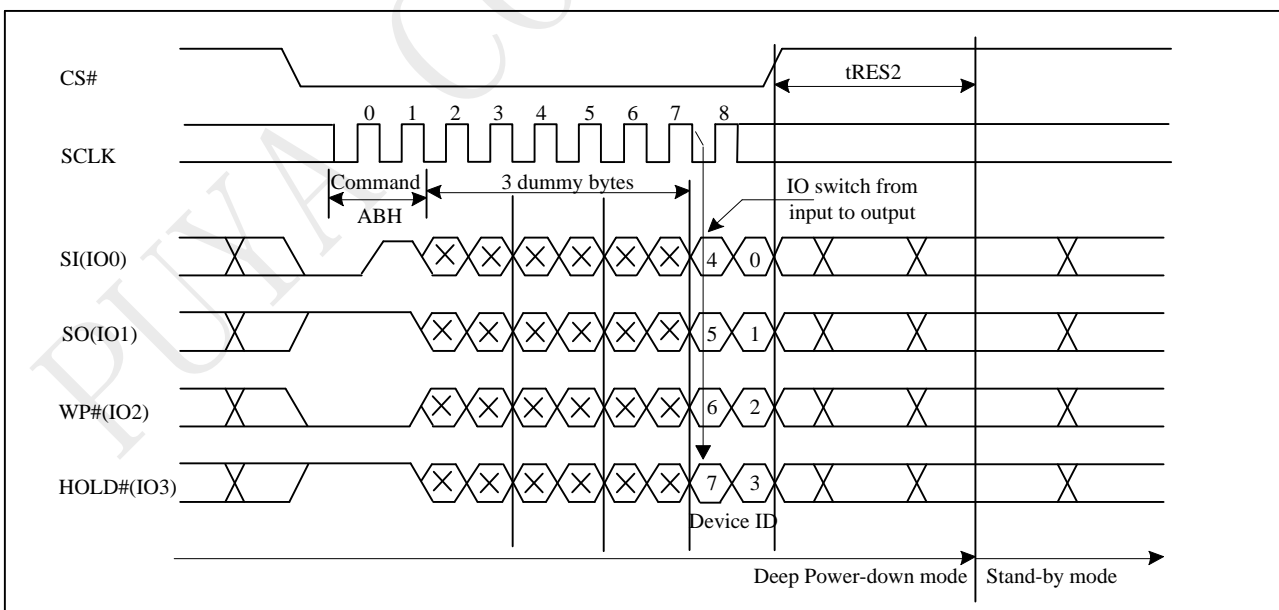 PUYA CO
CS#
tRES2
0 1 2 3 4 5 6 7 8
SCLK
Command
ABH
3 dummy bytes
IO switch from
input to output
SI(IO0)
4 0
SO(IO1)
5 1
WP#(IO2)
6 2
HOLD#(IO3)
7 3
Device ID
Deep Power-down mode
Stand-by mode